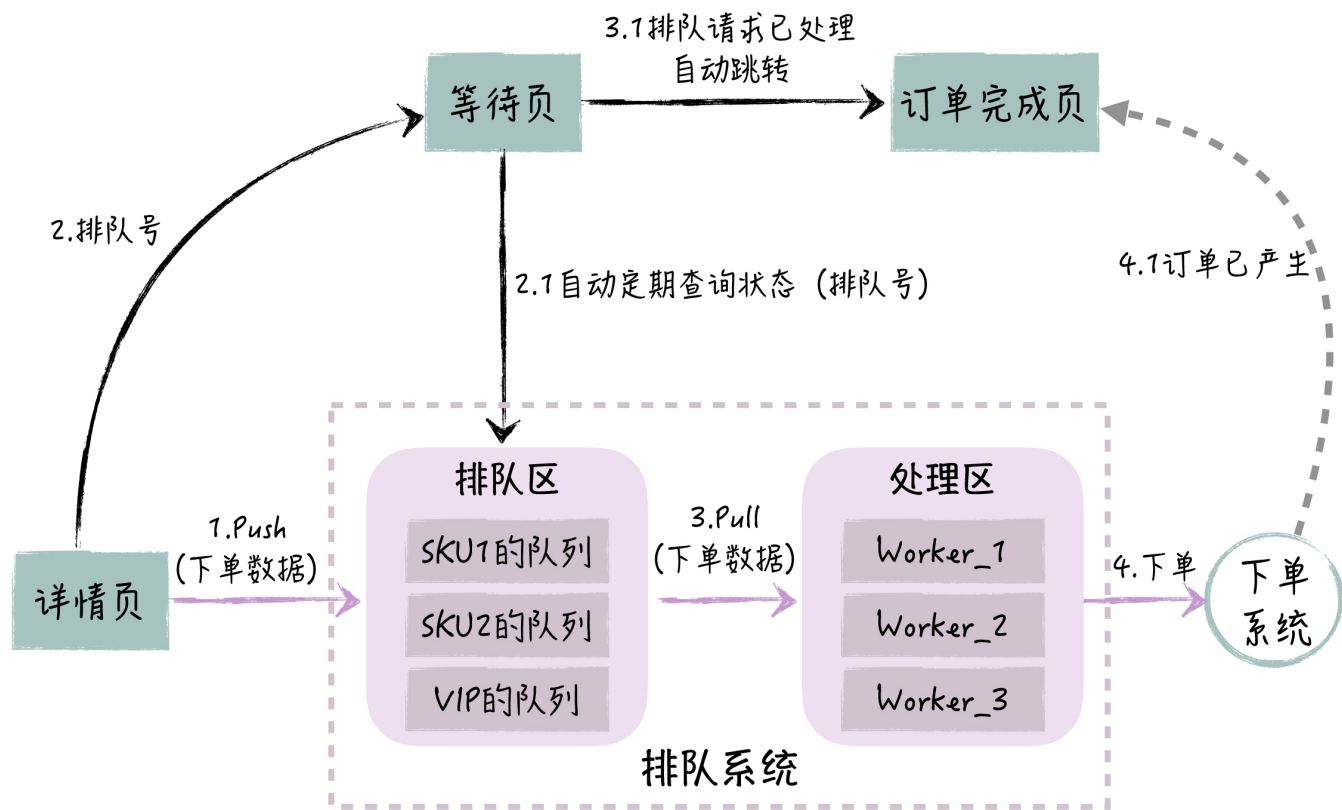 3.1排队请求已处理
自动跳转
等待页
订单完成页
2.排队号
2.1自动定期查询状态（排队号）
4.1订单已产生
排队区
处理区
1.Push
(下单数据)
3.Pull
(下单数据)
SKU1的队列
Worker_1
4.下单
下单
系统
详情页
SKU2的队列
Worker_2
VIP的队列
Worker_3
排队系统